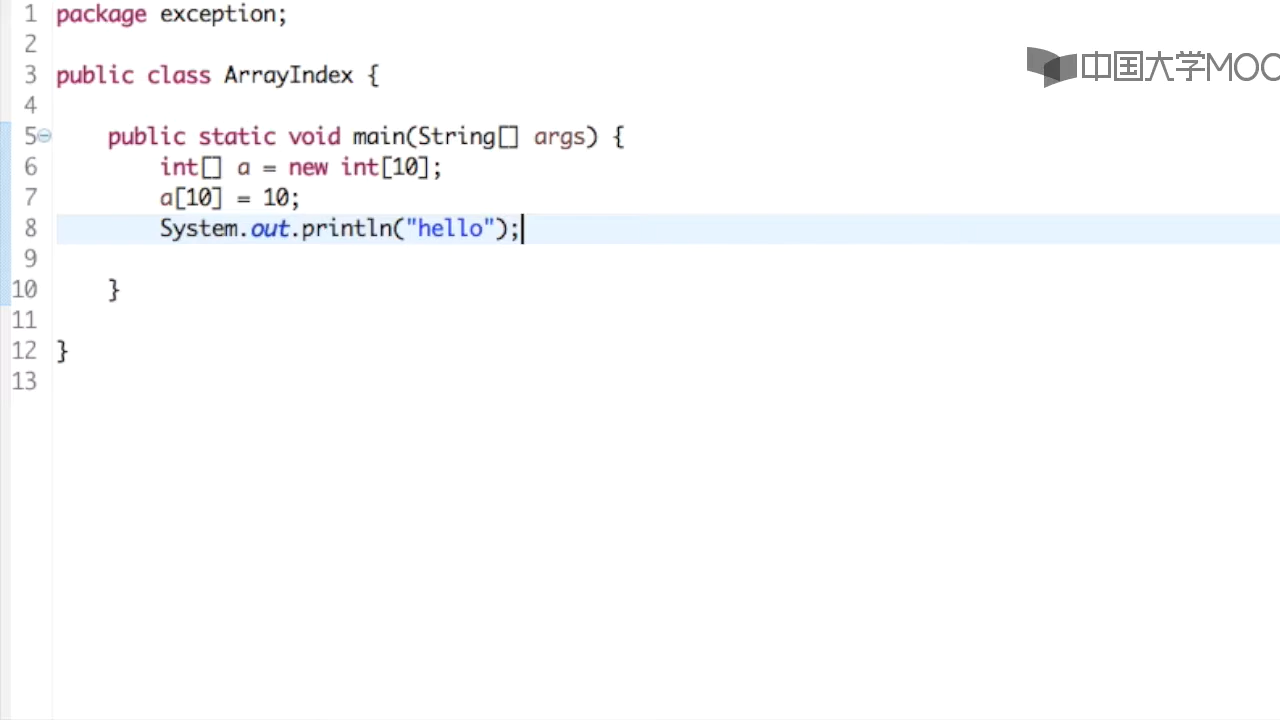 1 package exception;
2
3 public class ArrayIndex {
4
5 public static void main(String[] args) {
6 int[] a = new int[10];
7 a[10] = 10;
8 System.out.println("hello");
9
10 }
11
12 }
13
中国大学MOO